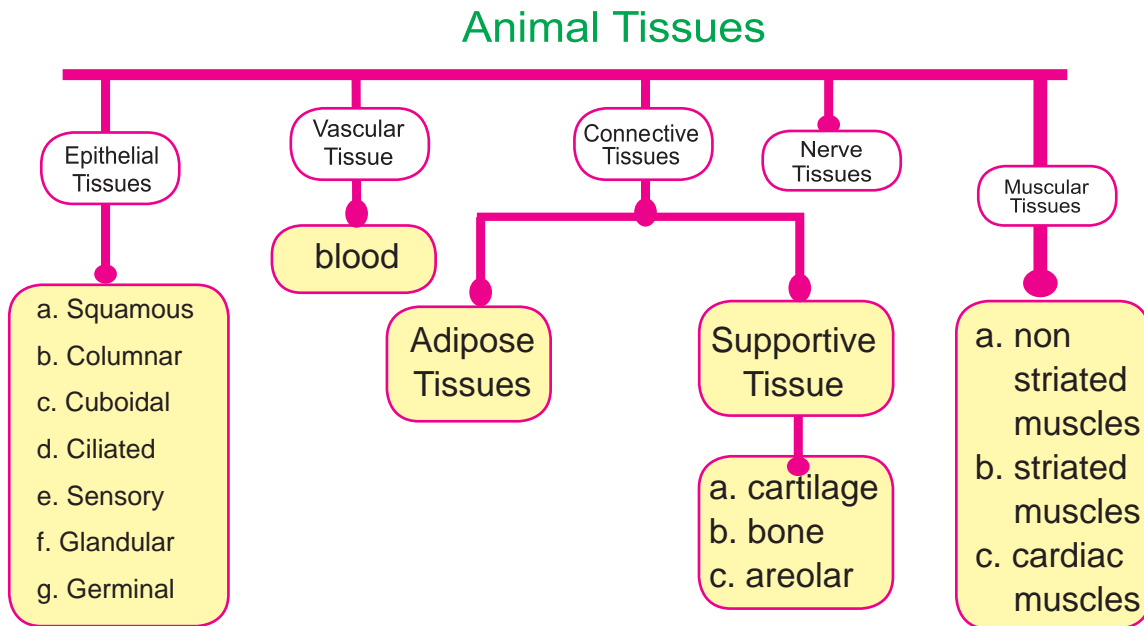 Animal Tissues
Epithelial
Tissues
a. Squamous
b. Columnar
c. Cuboidal
d. Ciliated
e. Sensory
f. Glandular
g. Germinal
Vascular
Tissue
blood
Connective
Tissues
Adipose
Tissues
Supportive
Tissue
a. cartilage
b. bone
c. areolar
Nerve
Tissues
Muscular
Tissues
a. non
striated
muscles
b. striated
muscles
c. cardiac
muscles